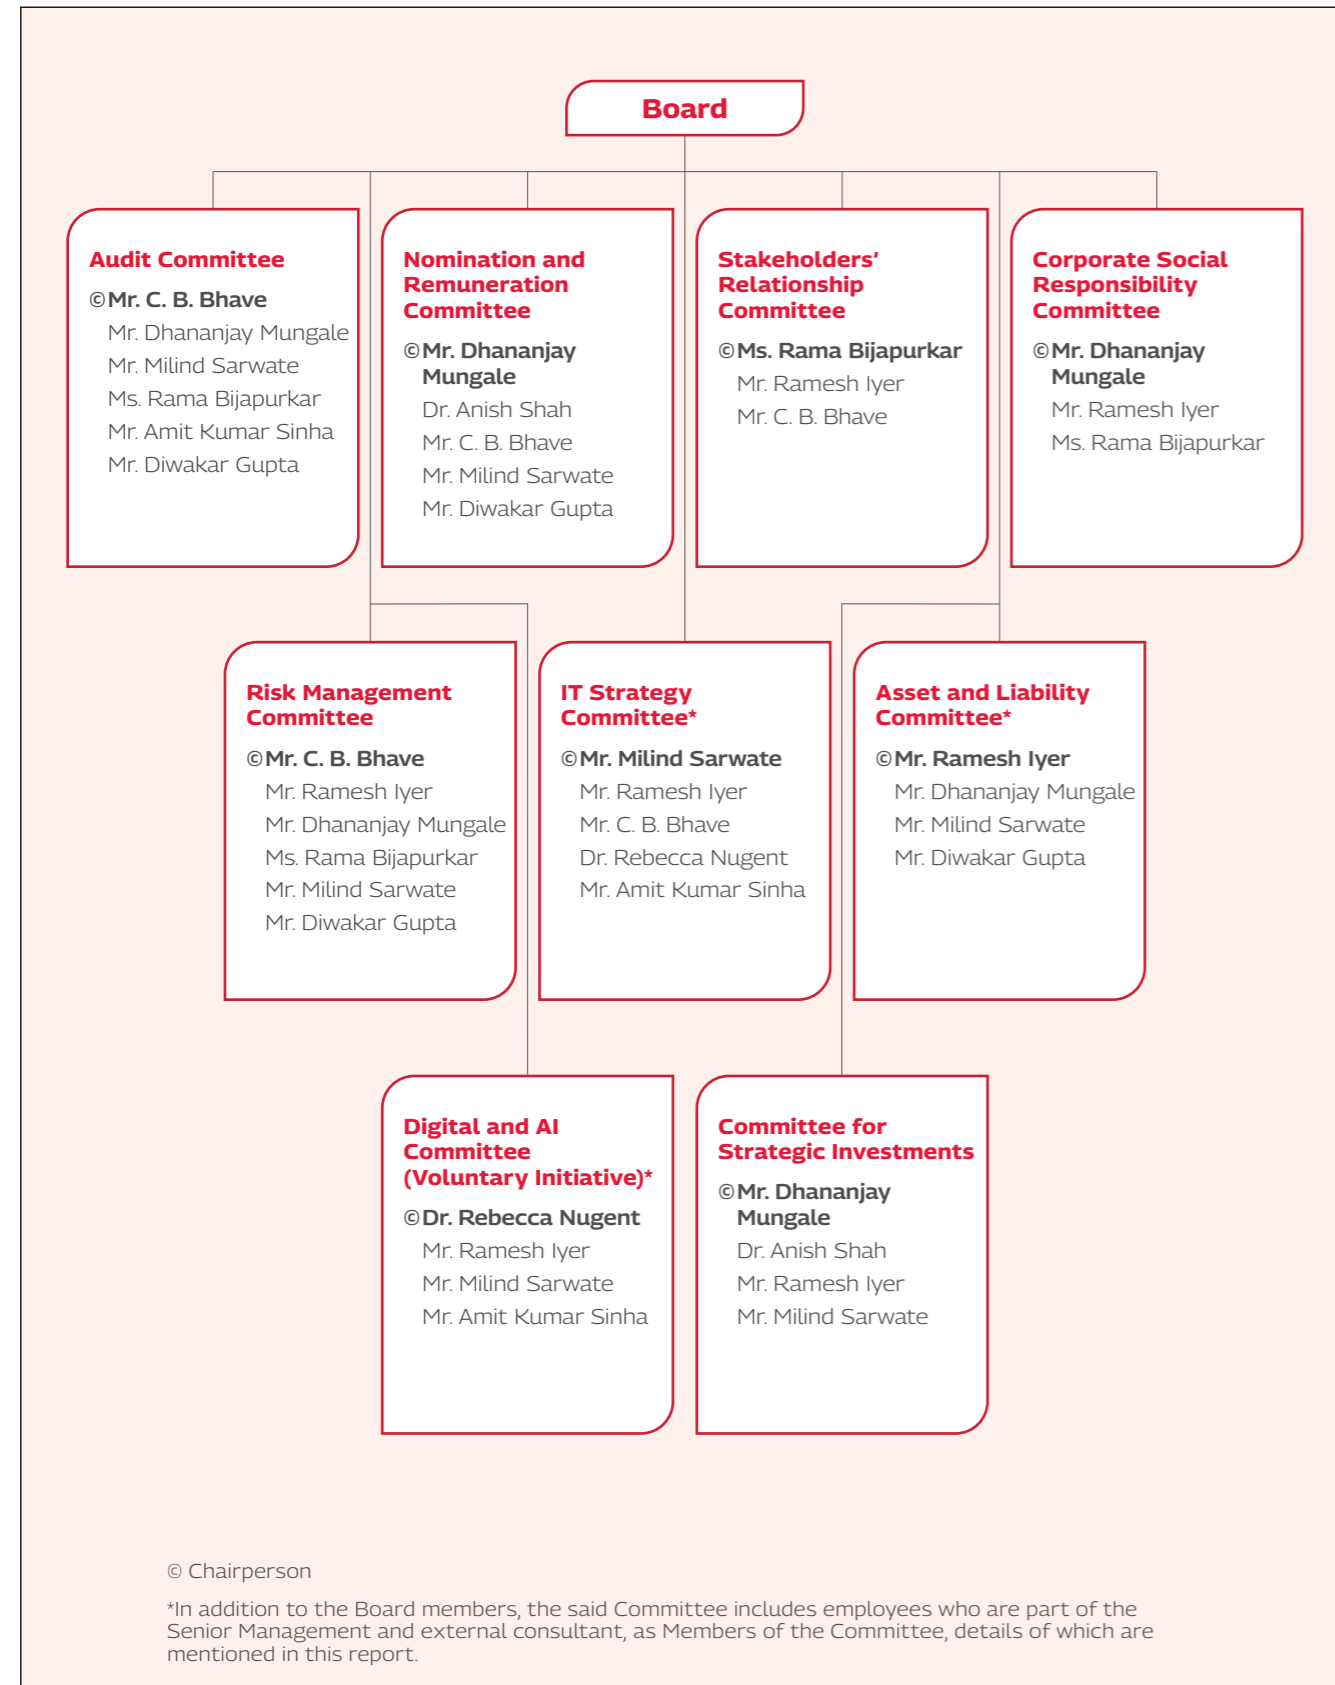 Board
Audit Committee
©Mr. C. B. Bhave
Mr. Dhananjay Mungale
Mr. Milind Sarwate
Ms. Rama Bijapurkar
Mr. Amit Kumar Sinha
Mr. Diwakar Gupta
Nomination and
Remuneration
Committee
©Mr. Dhananjay
Mungale
Dr. Anish Shah
Mr. C. B. Bhave
Mr. Milind Sarwate
Mr. Diwakar Gupta
Stakeholders'
Relationship
Committee
©Ms. Rama Bijapurkar
Mr. Ramesh Iyer
Mr. C. B. Bhave
Corporate Social
Responsibility
Committee
©Mr. Dhananjay
Mungale
Mr. Ramesh Iyer
Ms. Rama Bijapurkar
Risk Management
Committee
©Mr. C. B. Bhave
Mr. Ramesh Iyer
Mr. Dhananjay Mungale
Ms. Rama Bijapurkar
Mr. Milind Sarwate
Mr. Diwakar Gupta
IT Strategy
Committee*
©Mr. Milind Sarwate
Mr. Ramesh Iyer
Mr. C. B. Bhave
Dr. Rebecca Nugent
Mr. Amit Kumar Sinha
Asset and Liability
Committee*
©Mr. Ramesh Iyer
Mr. Dhananjay Mungale
Mr. Milind Sarwate
Mr. Diwakar Gupta
Digital and AI
Committee
(Voluntary Initiative)*
©Dr. Rebecca Nugent
Mr. Ramesh Iyer
Mr. Milind Sarwate
Mr. Amit Kumar Sinha
Committee for
Strategic Investments
©Mr. Dhananjay
Mungale
Dr. Anish Shah
Mr. Ramesh Iyer
Mr. Milind Sarwate
© Chairperson
*In addition to the Board members, the said Committee includes employees who are part of the
Senior Management and external consultant, as Members of the Committee, details of which are
mentioned in this report.